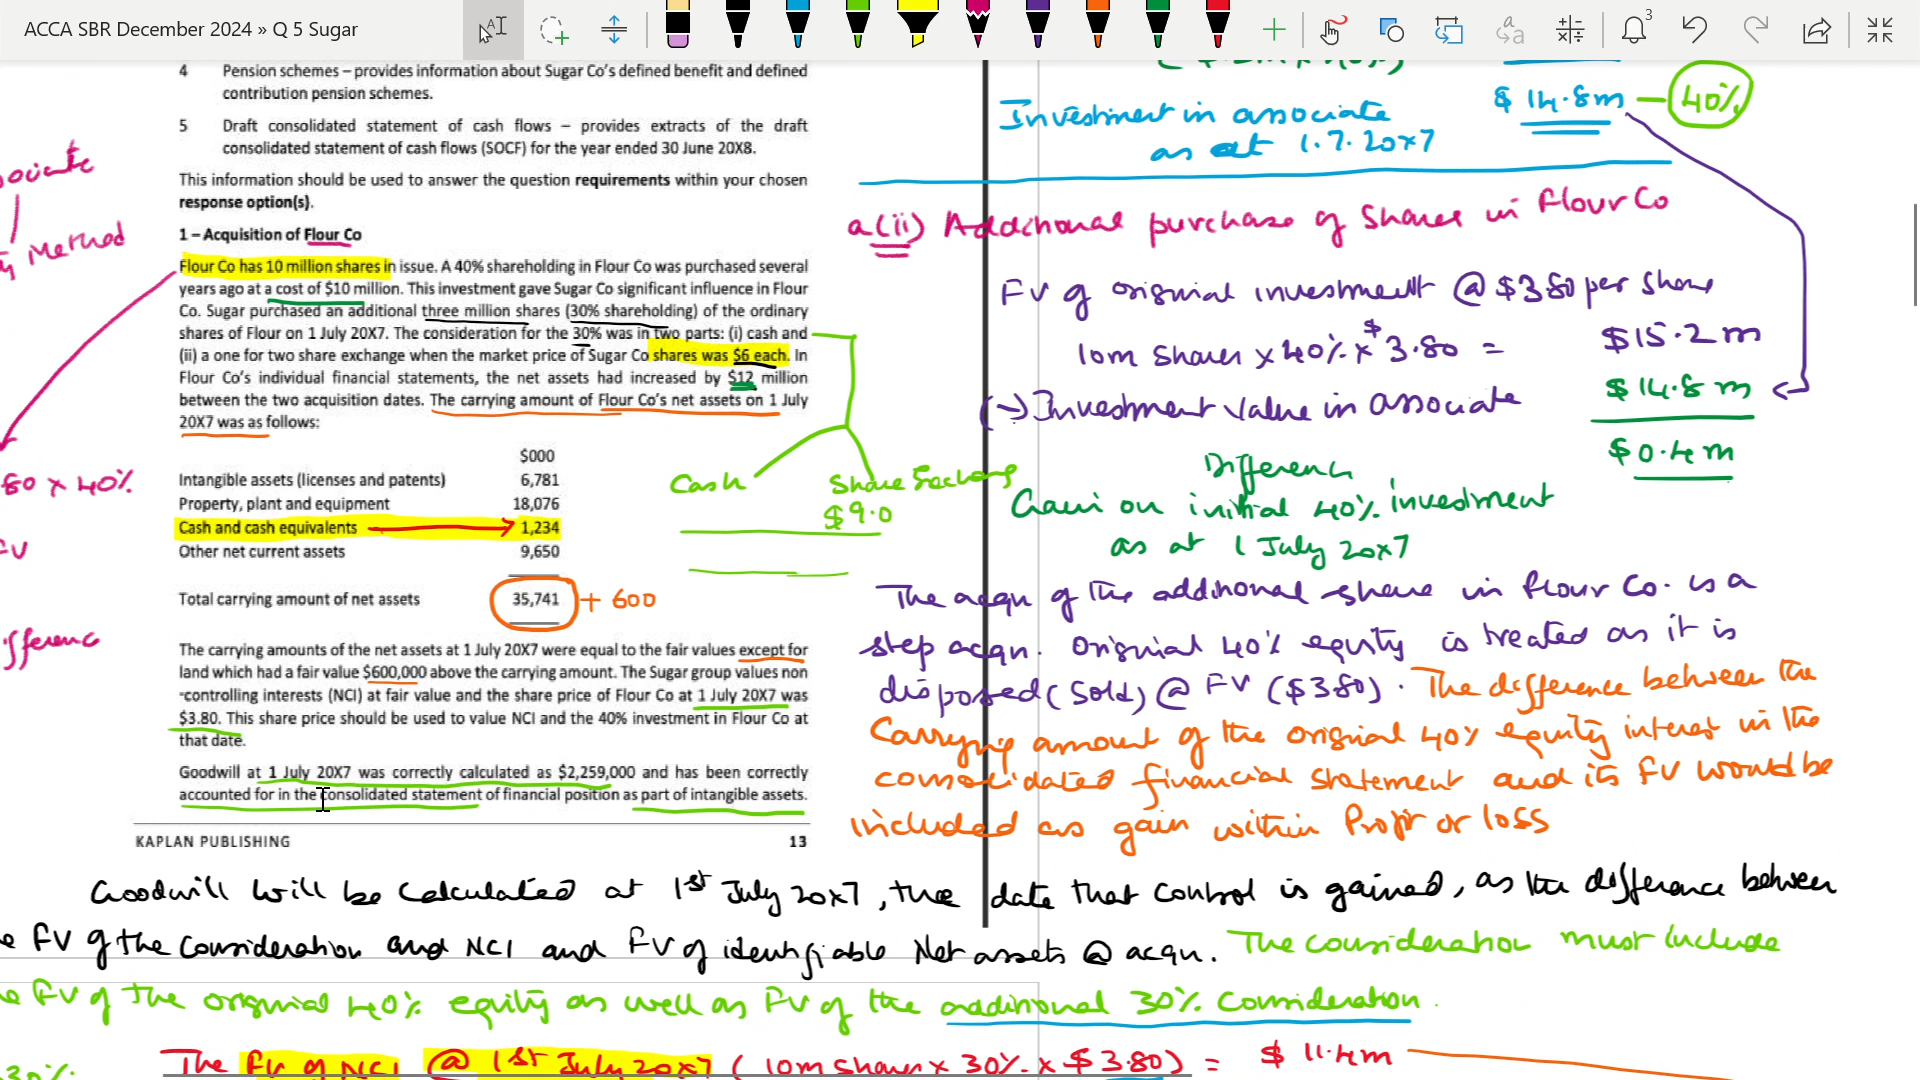 ACCA SBR December 2024 » Q 5 Sugar
3
4 Pension schemes – provides information about Sugar Co's defined benefit and defined
contribution pension schemes.
5 Draft consolidated statement of cash flows – provides extracts of the draft
consolidated statement of cash flows (SOCF) for the year ended 30 June 20X8.
This information should be used to answer the question requirements within your chosen
response option(s).
1 – Acquisition of Flour Co
Flour Co has 10 million shares in issue. A 40% shareholding in Flour Co was purchased several
years ago at a cost of $10 million. This investment gave Sugar Co significant influence in Flour
Co. Sugar purchased an additional three million shares (30% shareholding) of the ordinary
shares of Flour on 1 July 20X7. The consideration for the 30% was in two parts: (i) cash and
(ii) a one for two share exchange when the market price of Sugar Co shares was $6 each. In
Flour Co's individual financial statements, the net assets had increased by $12 million
between the two acquisition dates. The carrying amount of Flour Co's net assets on 1 July
20X7 was as follows:
$000
Intangible assets (licenses and patents) 6,781
Property, plant and equipment 18,076
Cash and cash equivalents 1,234
Other net current assets 9,650
Total carrying amount of net assets 35,741 + 600
The carrying amounts of the net assets at 1 July 20X7 were equal to the fair values except for
land which had a fair value $600,000 above the carrying amount. The Sugar group values non
-controlling interests (NCI) at fair value and the share price of Flour Co at 1 July 20X7 was
$3.80. This share price should be used to value NCI and the 40% investment in Flour Co at
that date.
Goodwill at 1 July 20X7 was correctly calculated as $2,259,000 and has been correctly
accounted for in the consolidated statement of financial position as part of intangible assets.
KAPLAN PUBLISHING 13
Method
80 x 40%
Cash Share Exchang
$9.0
Investment in associate $14.8m — 40%
as at 1.7.20x7
a(ii) Additional purchase of Shares in Flour Co
FV of original investment @ $3.80 per share
10m shares x 40% x $3.80 = $15.2m
(-) Investment value in associate $14.8m
$0.4m
Difference
Gain on initial 40% investment
as at 1 July 20x7
The acqn of the additional share in flour Co. is a
step acqn. Original 40% equity is treated as it is
disposed (Sold) @ FV ($3.80). The difference between the
Carrying amount of the original 40% equity interest in the
consolidated financial Statement and its FV would be
included as gain within Profit or loss
Goodwill will be calculated at 1st July 20x7, the date that control is gained, as the difference between
FV of the consideration and NCI and FV of identifiable Net assets @ acqn. The consideration must include
FV of the original 40% equity as well as FV of the additional 30% consideration.
30%
The FV of NCI @ 1st July 20x7 (10m shares x 30% x $3.80) = $11.4m